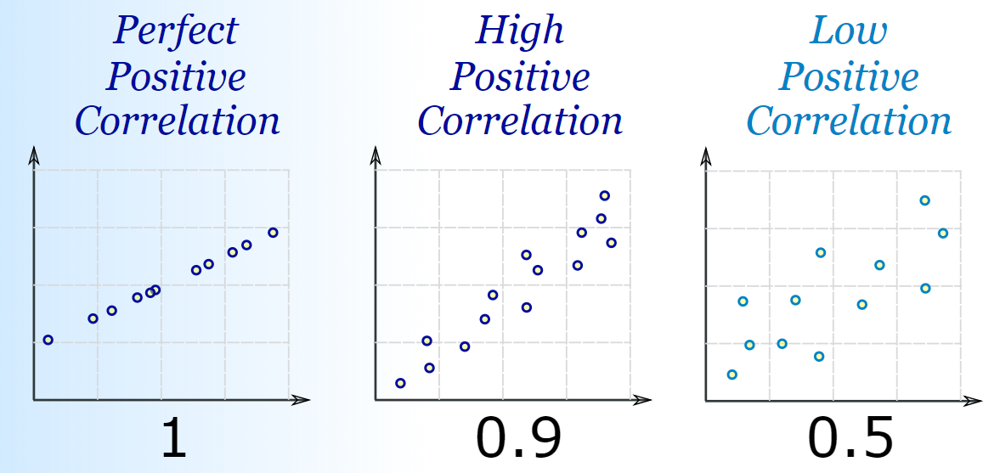 Perfect
Positive
Correlation
1
High
Positive
Correlation
0.9
Low
Positive
Correlation
0.5